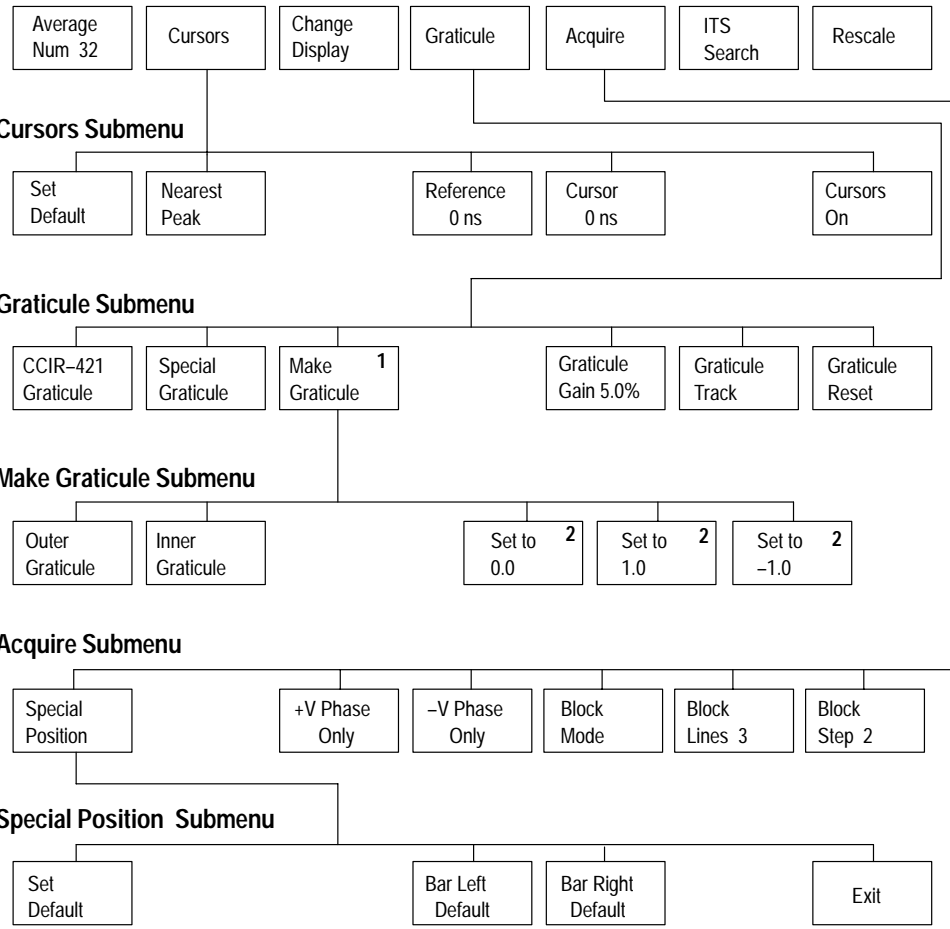 Average
Num 32
Cursors
Change
Display
Graticule
Acquire
ITS
Search
Rescale
Cursors Submenu
Set
Default
Nearest
Peak
Reference
0 ns
Cursor
0 ns
Cursors
On
Graticule Submenu
CCIR–421
Graticule
Special
Graticule
Make 1
Graticule
Graticule
Gain 5.0%
Graticule
Track
Graticule
Reset
Make Graticule Submenu
Outer
Graticule
Inner
Graticule
Set to 2
0.0
Set to 2
1.0
Set to 2
–1.0
Acquire Submenu
Special
Position
+V Phase
Only
–V Phase
Only
Block
Mode
Block
Lines 3
Block
Step 2
Special Position Submenu
Set
Default
Bar Left
Default
Bar Right
Default
Exit